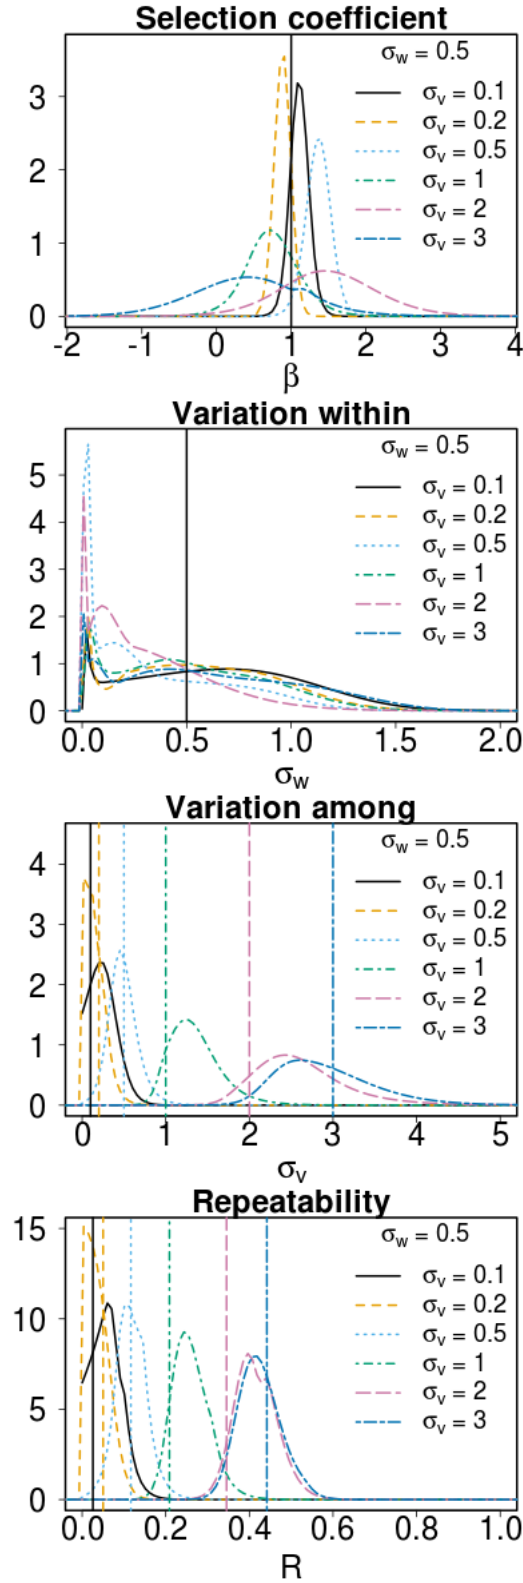 Selection coefficient
σw = 0.5
σv = 0.1
σv = 0.2
σv = 0.5
σv = 1
σv = 2
σv = 3
3
2
1
0
-2 -1 0 1 2 3 4
β
Variation within
σw = 0.5
σv = 0.1
σv = 0.2
σv = 0.5
σv = 1
σv = 2
σv = 3
5
4
3
2
1
0
0.0 0.5 1.0 1.5 2.0
σw
Variation among
σw = 0.5
σv = 0.1
σv = 0.2
σv = 0.5
σv = 1
σv = 2
σv = 3
4
3
2
1
0
0 1 2 3 4 5
σv
Repeatability
σw = 0.5
σv = 0.1
σv = 0.2
σv = 0.5
σv = 1
σv = 2
σv = 3
15
10
5
0
0.0 0.2 0.4 0.6 0.8 1.0
R